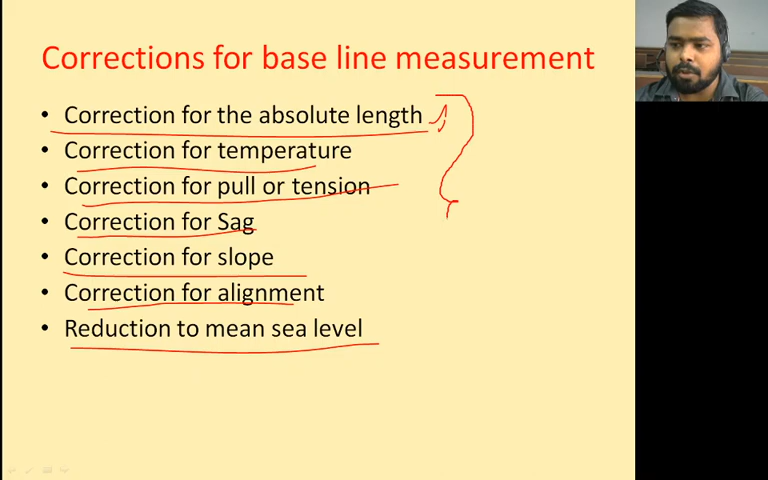 Corrections for base line measurement
• Correction for the absolute length
• Correction for temperature
• Correction for pull or tension
• Correction for Sag
• Correction for slope
• Correction for alignment
• Reduction to mean sea level